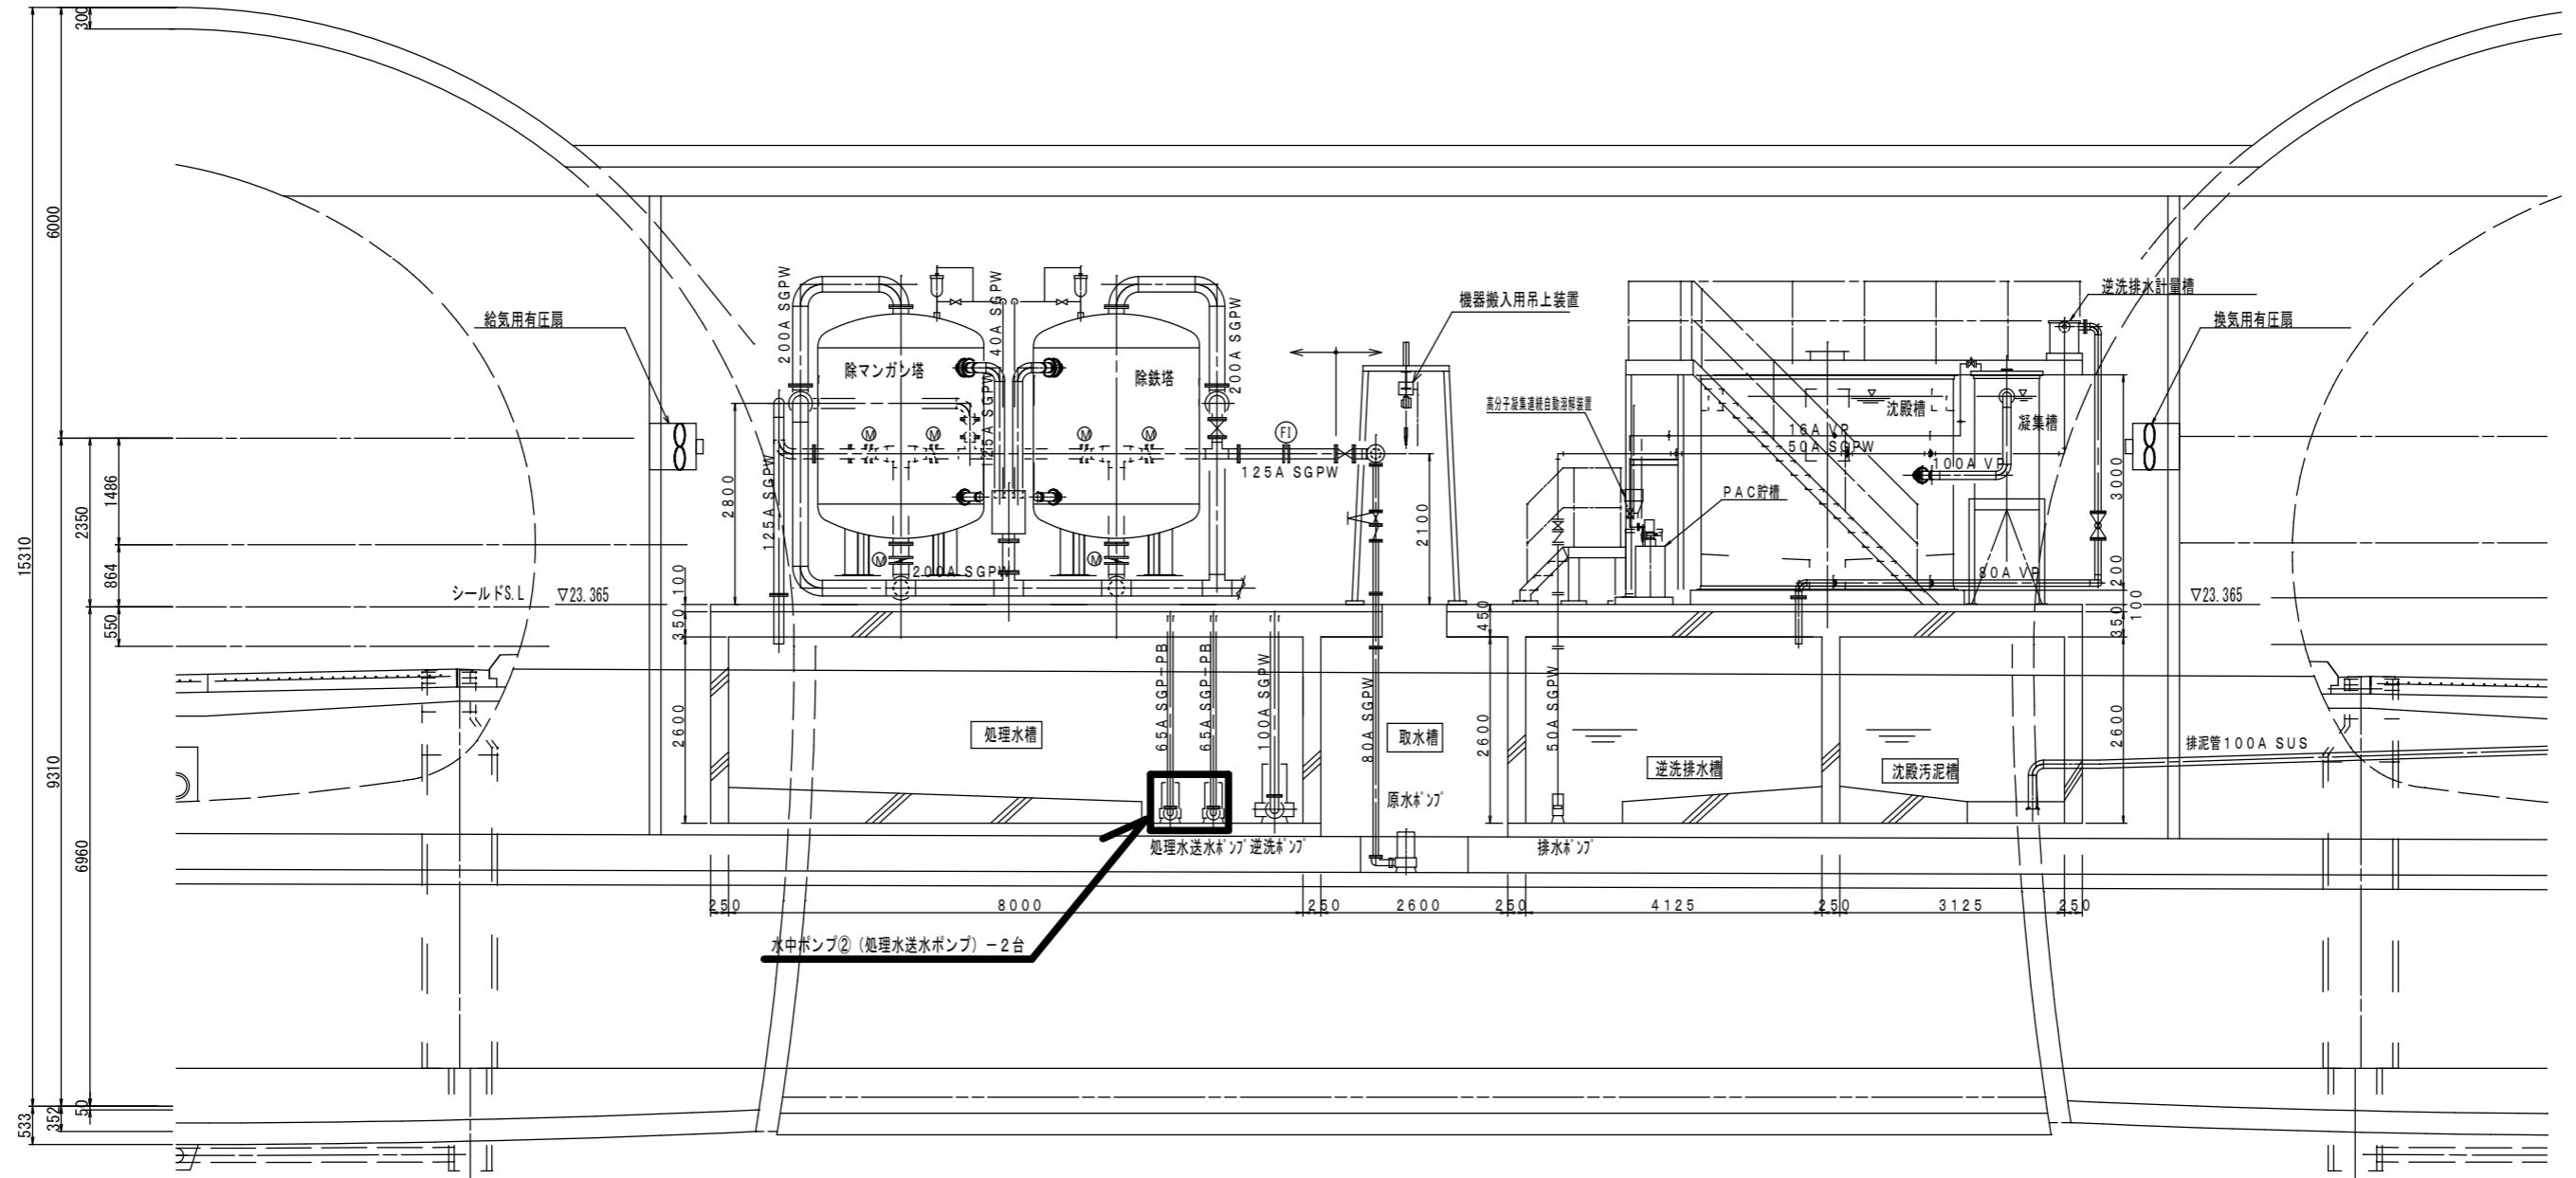 300
6000
15310
2350
1486
864
550
9310
6960
50
352
533
給気用有圧扇
シールドS.L
▽23.365
200A SGPW
40A SGPW
200A SGPW
除マンガン塔
除鉄塔
125A SGPW
125A SGPW
2800
M
M
M
M
M
M
200A SGPW
FI
125A SGPW
機器搬入用吊上装置
2100
高分子凝集連続自動溶解装置
PAC貯槽
逆洗排水計量槽
換気用有圧扇
沈殿槽
凝集槽
16A VP
50A SGPW
100A VP
80A VP
3000
200
100
350
2600
▽23.365
100
350
2600
450
2600
65A SGP-PB
65A SGP-PB
100A SGPW
80A SGPW
50A SGPW
処理水槽
取水槽
逆洗排水槽
沈殿汚泥槽
排泥管100A SUS
原水ポンプ
処理水送水ポンプ
逆洗ポンプ
排水ポンプ
250
8000
250
2600
250
4125
250
3125
250
水中ポンプ②（処理水送水ポンプ）－2台